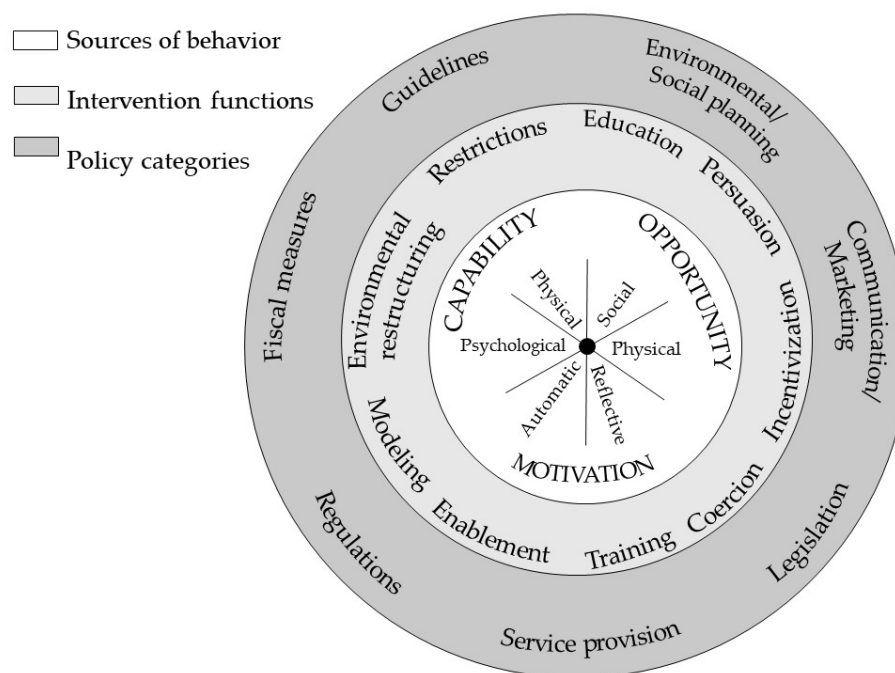 Sources of behavior
Intervention functions
Policy categories
Guidelines
Environmental/
Social planning
Communication/
Marketing
Legislation
Service provision
Regulations
Fiscal measures
Restrictions
Education
Persuasion
Incentivization
Coercion
Training
Enablement
Modeling
Environmental
restructuring
CAPABILITY
OPPORTUNITY
MOTIVATION
Physical
Social
Psychological
Physical
Automatic
Reflective